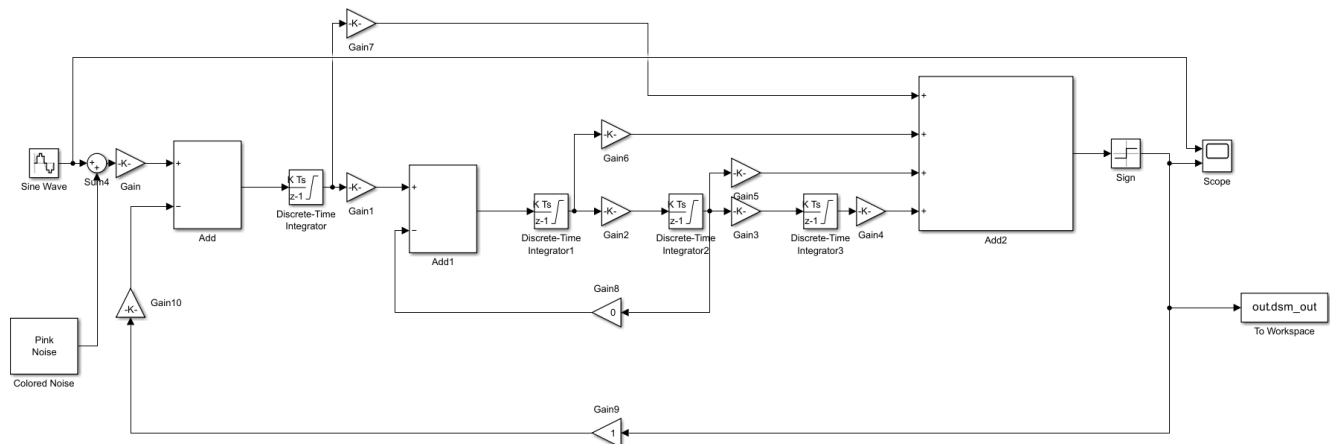 -K-
Gain7
+
+
-K-
Gain6
+
+
+
-K-
+
K Ts
z-1
-K-
+
-K-
Gain5
+
Sign
Scope
Sine Wave
Sum4
Gain
Discrete-Time
Integrator
Gain1
K Ts
z-1
-K-
K Ts
z-1
-K-
K Ts
z-1
-K-
+
−
Add
−
Add1
Discrete-Time
Integrator1
Gain2
Discrete-Time
Integrator2
Gain3
Discrete-Time
Integrator3
Gain4
Add2
Gain8
0
-K-
Gain10
out.dsm_out
To Workspace
Pink
Noise
Colored Noise
Gain9
1